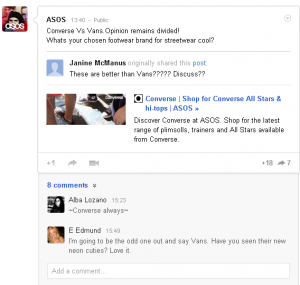 ASOS 13:40 - Public
Converse Vs Vans.Opinion remains divided!
Whats your chosen footwear brand for streetwear cool?
Janine McManus originally shared this post:
These are better than Vans????? Discuss??
Converse | Shop for Converse All Stars &
hi-tops | ASOS »
Discover Converse at ASOS. Shop for the latest
range of plimsolls, trainers and All Stars available
from Converse.
+1
+18 7
8 comments
Alba Lozano 15:23
~Converse always~
E Edmund 15:49
I'm going to be the odd one out and say Vans. Have you seen their new
neon cuties? Love it.
Add a comment...